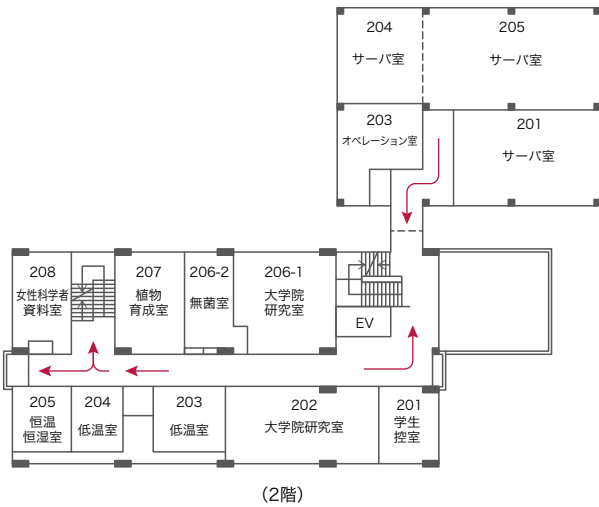 204
サーバ室
205
サーバ室
203
オペレーション室
201
サーバ室
208
女性科学者
資料室
207
植物
育成室
206-2
無菌室
206-1
大学院
研究室
EV
205
恒温
恒湿室
204
低温室
203
低温室
202
大学院研究室
201
学生
控室
(2階)